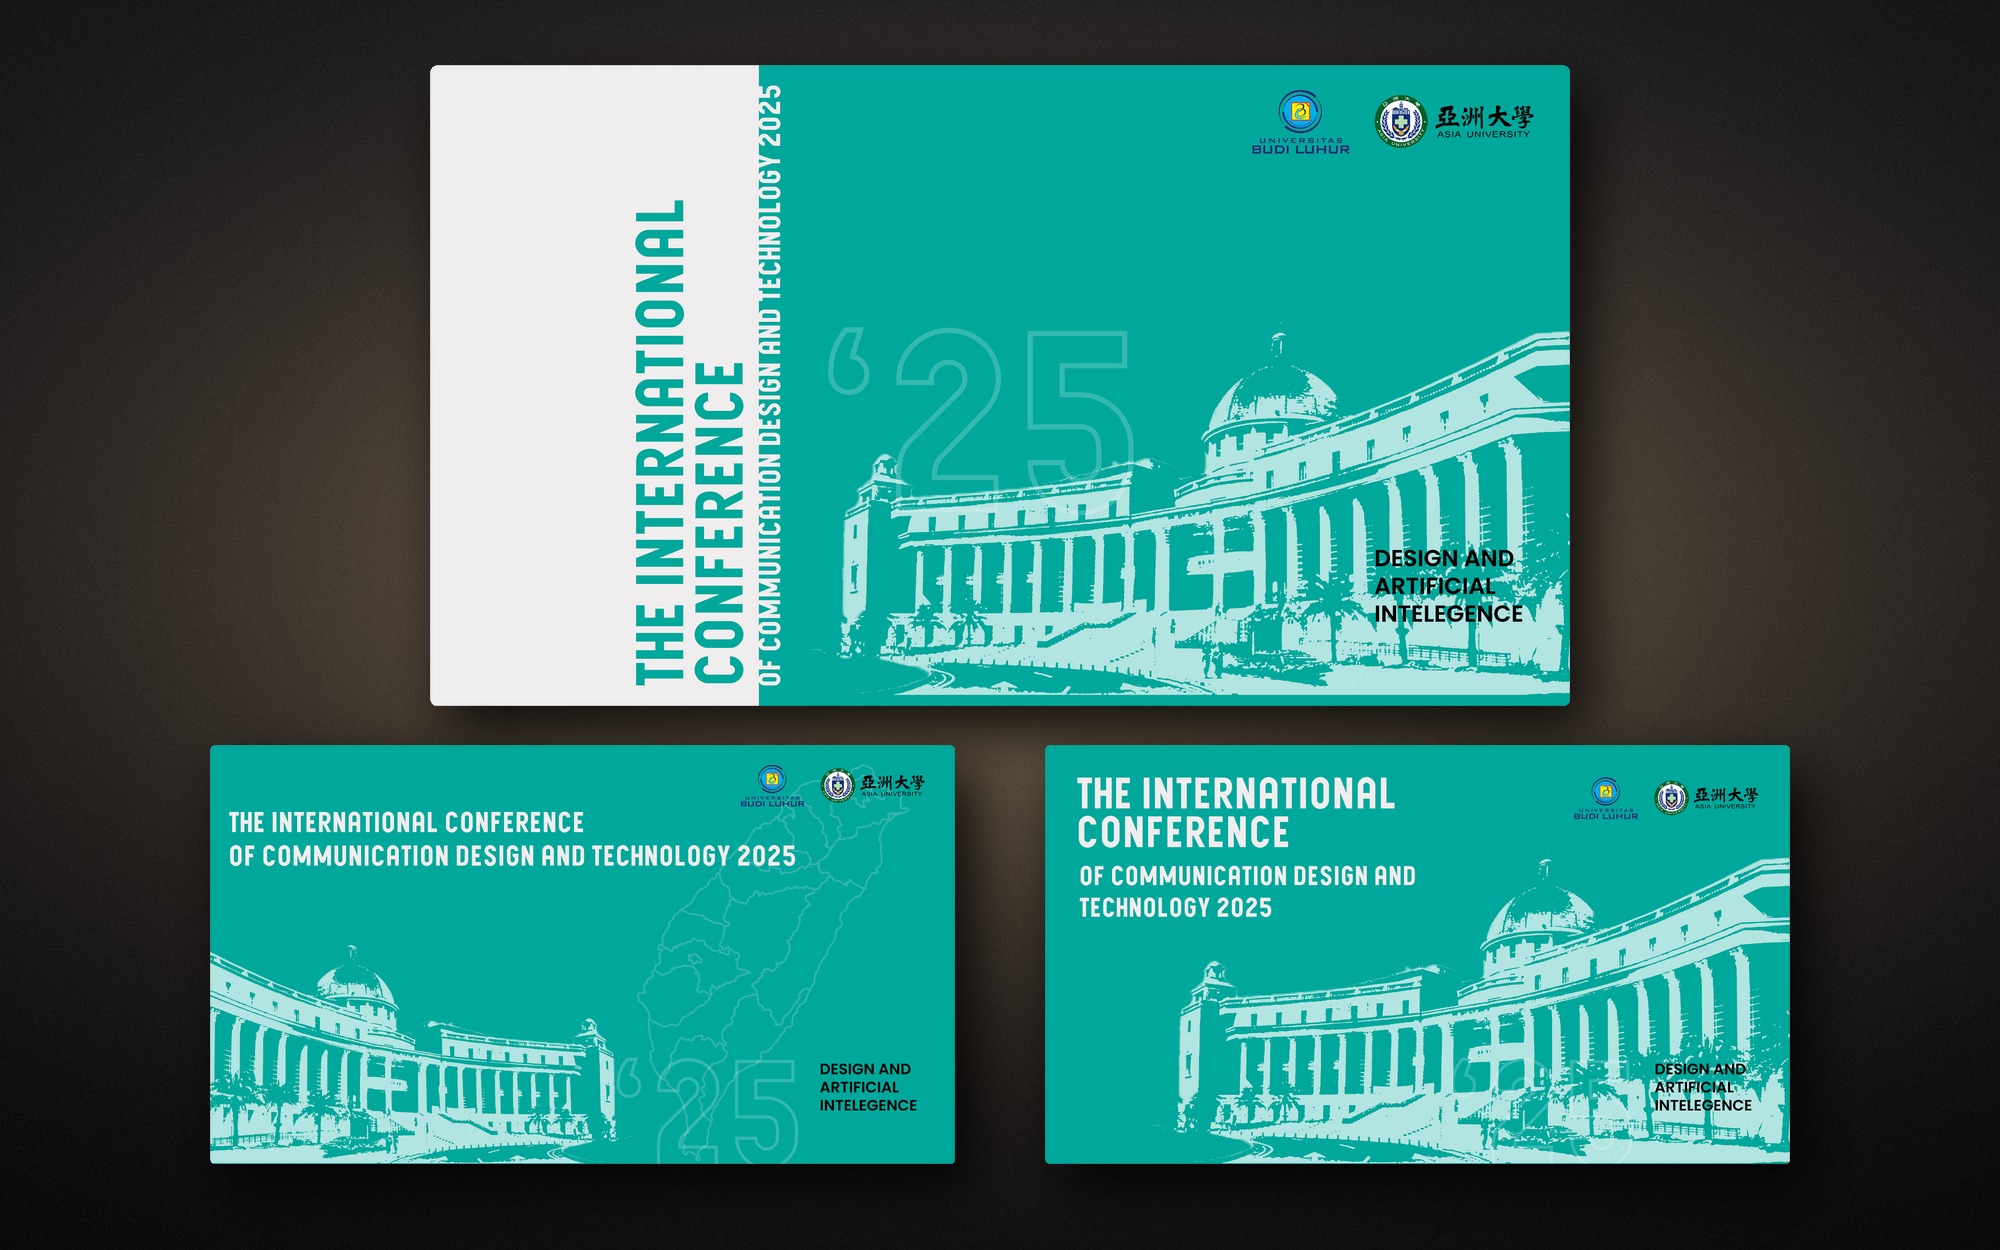 THE INTERNATIONAL
CONFERENCE
OF COMMUNICATION DESIGN AND TECHNOLOGY 2025
UNIVERSITAS
BUDI LUHUR
亞洲大學
ASIA UNIVERSITY
‘25
DESIGN AND
ARTIFICIAL
INTELEGENCE
THE INTERNATIONAL CONFERENCE
OF COMMUNICATION DESIGN AND TECHNOLOGY 2025
UNIVERSITAS
BUDI LUHUR
亞洲大學
ASIA UNIVERSITY
‘25
DESIGN AND
ARTIFICIAL
INTELEGENCE
THE INTERNATIONAL
CONFERENCE
OF COMMUNICATION DESIGN AND
TECHNOLOGY 2025
UNIVERSITAS
BUDI LUHUR
亞洲大學
ASIA UNIVERSITY
‘25
DESIGN AND
ARTIFICIAL
INTELEGENCE